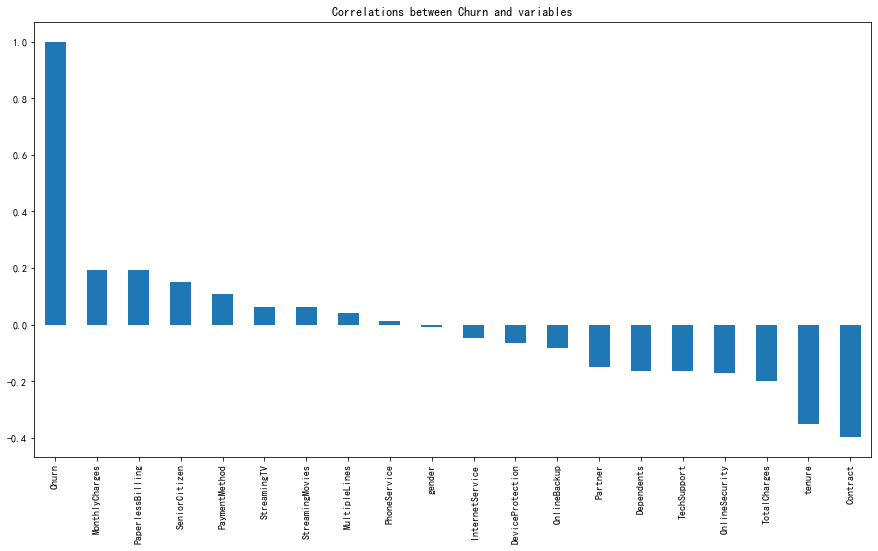 Correlations between Churn and variables
1.0
0.8
0.6
0.4
0.2
0.0
-0.2
-0.4
Churn
MonthlyCharges
PaperlessBilling
SeniorCitizen
PaymentMethod
StreamingTV
StreamingMovies
MultipleLines
PhoneService
gender
InternetService
DeviceProtection
OnlineBackup
Partner
Dependents
TechSupport
OnlineSecurity
TotalCharges
tenure
Contract